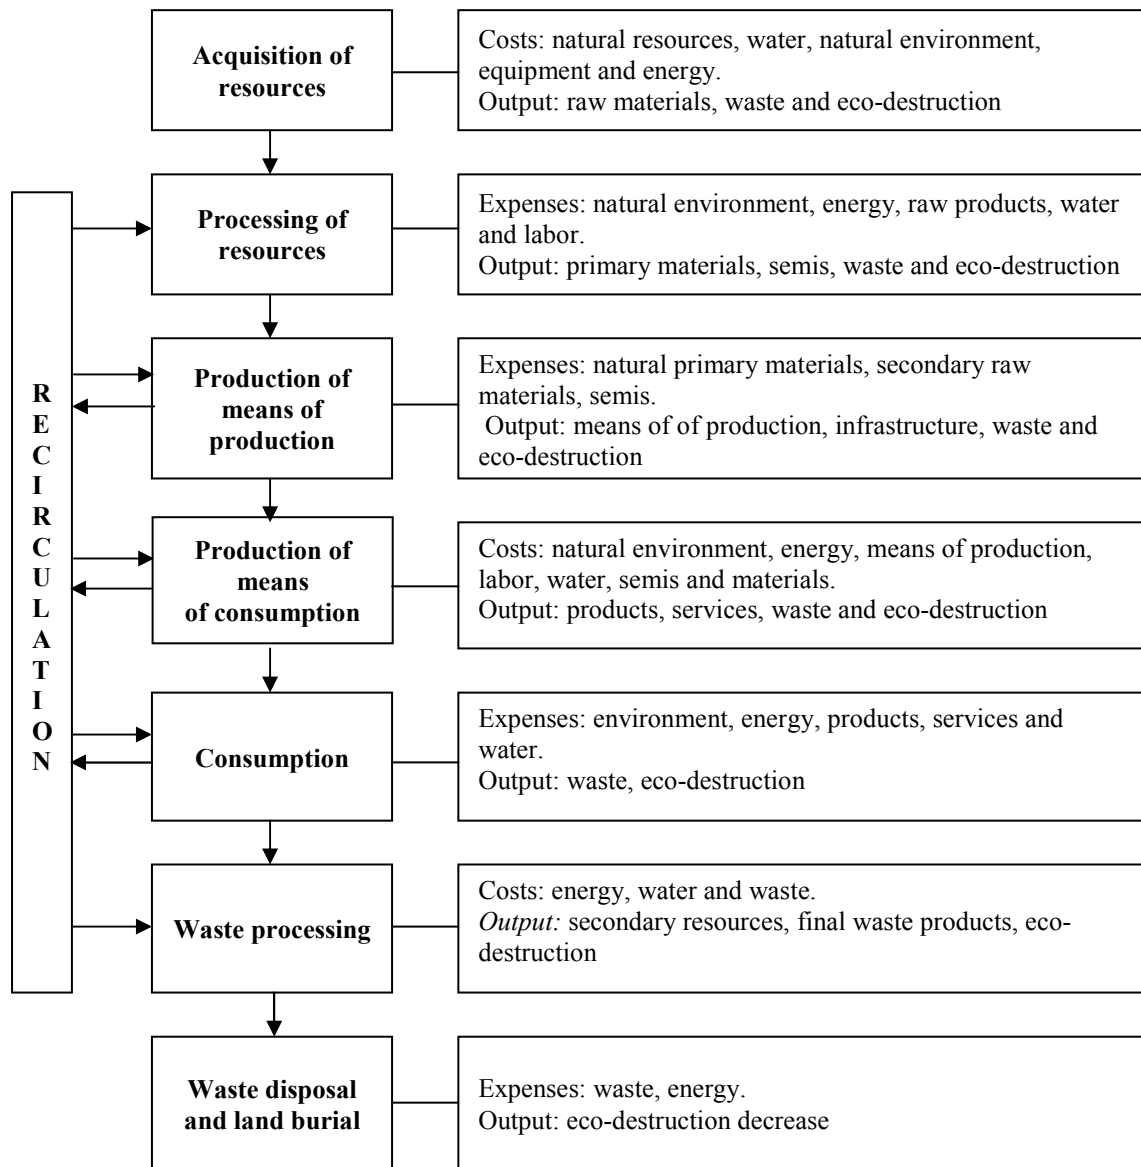 Acquisition of
resources
Costs: natural resources, water, natural environment,
equipment and energy.
Output: raw materials, waste and eco-destruction
Processing of
resources
Expenses: natural environment, energy, raw products, water
and labor.
Output: primary materials, semis, waste and eco-destruction
R
E
C
I
R
C
U
L
A
T
I
O
N
Production of
means of
production
Expenses: natural primary materials, secondary raw
materials, semis.
Output: means of of production, infrastructure, waste and
eco-destruction
Production of
means
of consumption
Costs: natural environment, energy, means of production,
labor, water, semis and materials.
Output: products, services, waste and eco-destruction
Consumption
Expenses: environment, energy, products, services and
water.
Output: waste, eco-destruction
Waste processing
Costs: energy, water and waste.
Output: secondary resources, final waste products, eco-
destruction
Waste disposal
and land burial
Expenses: waste, energy.
Output: eco-destruction decrease